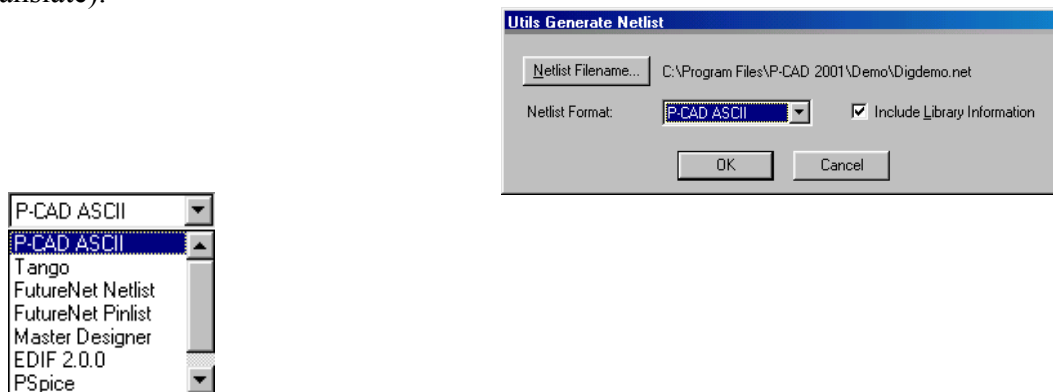 anslate).
Utils Generate Netlist
Netlist Filename... C:\Program Files\P-CAD 2001\Demo\Digdemo.net
Netlist Format: P-CAD ASCII Include Library Information
OK Cancel
P-CAD ASCII
P-CAD ASCII
Tango
FutureNet Netlist
FutureNet Pinlist
Master Designer
EDIF 2.0.0
PSpice